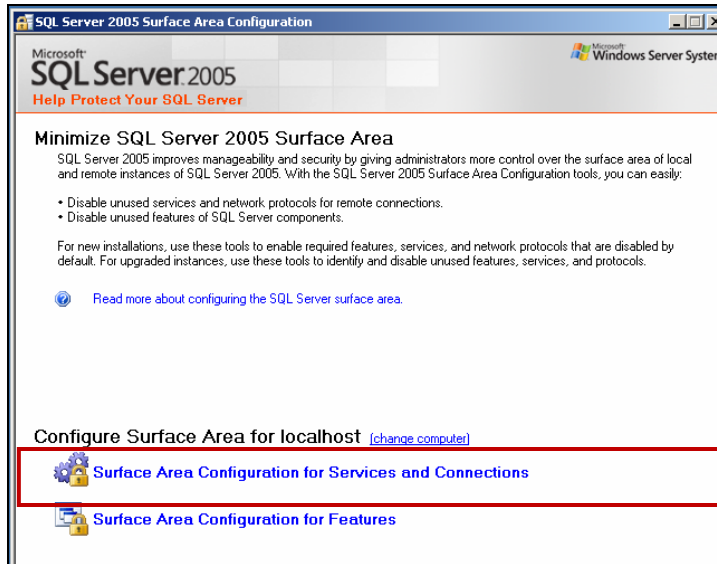 SQL Server 2005 Surface Area Configuration
Microsoft
SQL Server 2005
Help Protect Your SQL Server
Microsoft
Windows Server System
Minimize SQL Server 2005 Surface Area
SQL Server 2005 improves manageability and security by giving administrators more control over the surface area of local
and remote instances of SQL Server 2005. With the SQL Server 2005 Surface Area Configuration tools, you can easily:
• Disable unused services and network protocols for remote connections.
• Disable unused features of SQL Server components.
For new installations, use these tools to enable required features, services, and network protocols that are disabled by
default. For upgraded instances, use these tools to identify and disable unused features, services, and protocols.
Read more about configuring the SQL Server surface area.
Configure Surface Area for localhost (change computer)
Surface Area Configuration for Services and Connections
Surface Area Configuration for Features